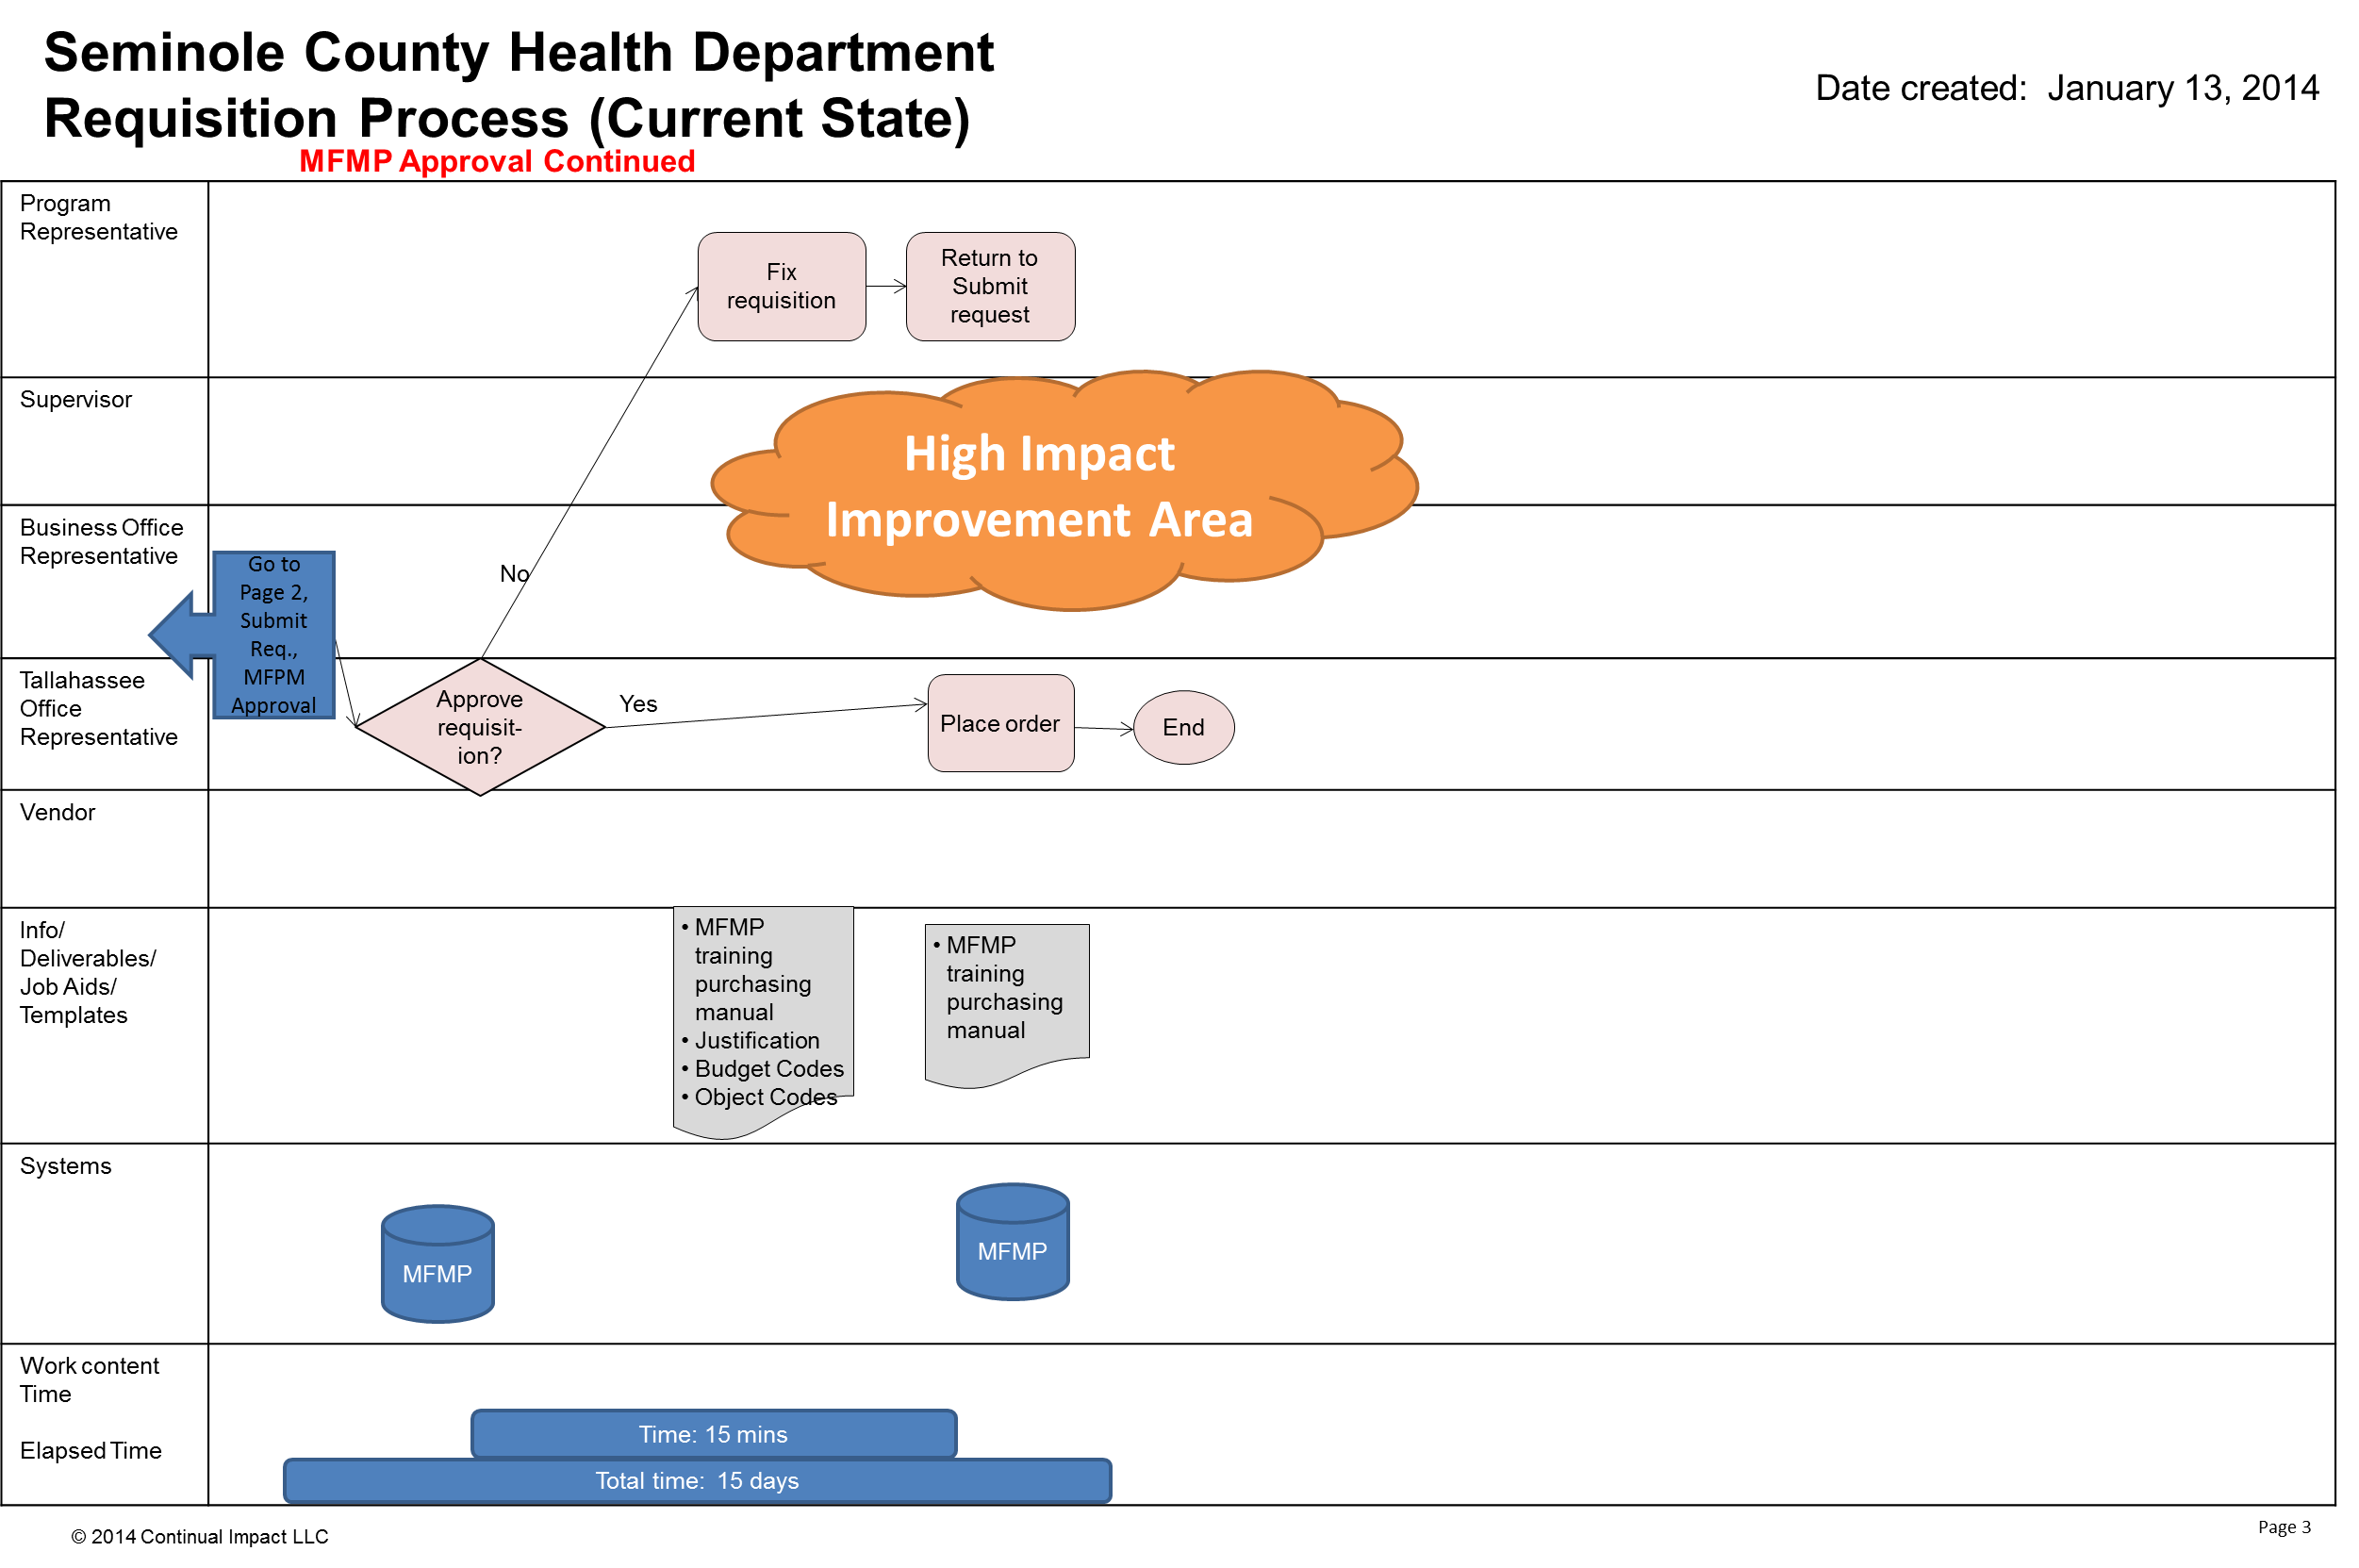 Seminole County Health Department
Requisition Process (Current State)
MFMP Approval Continued
Date created:  January 13, 2014
Program
Representative
Fix
requisition
Return to
Submit
request
Supervisor
High Impact
Improvement Area
Business Office
Representative
Go to
Page 2,
Submit
Req.,
MFPM
Approval
No
Tallahassee
Office
Representative
Approve
requisit-
ion?
Yes
Place order
End
Vendor
Info/
Deliverables/
Job Aids/
Templates
• MFMP
training
purchasing
manual
• Justification
• Budget Codes
• Object Codes
• MFMP
training
purchasing
manual
Systems
MFMP
MFMP
Work content
Time
Elapsed Time
Time: 15 mins
Total time:  15 days
© 2014 Continual Impact LLC
Page 3